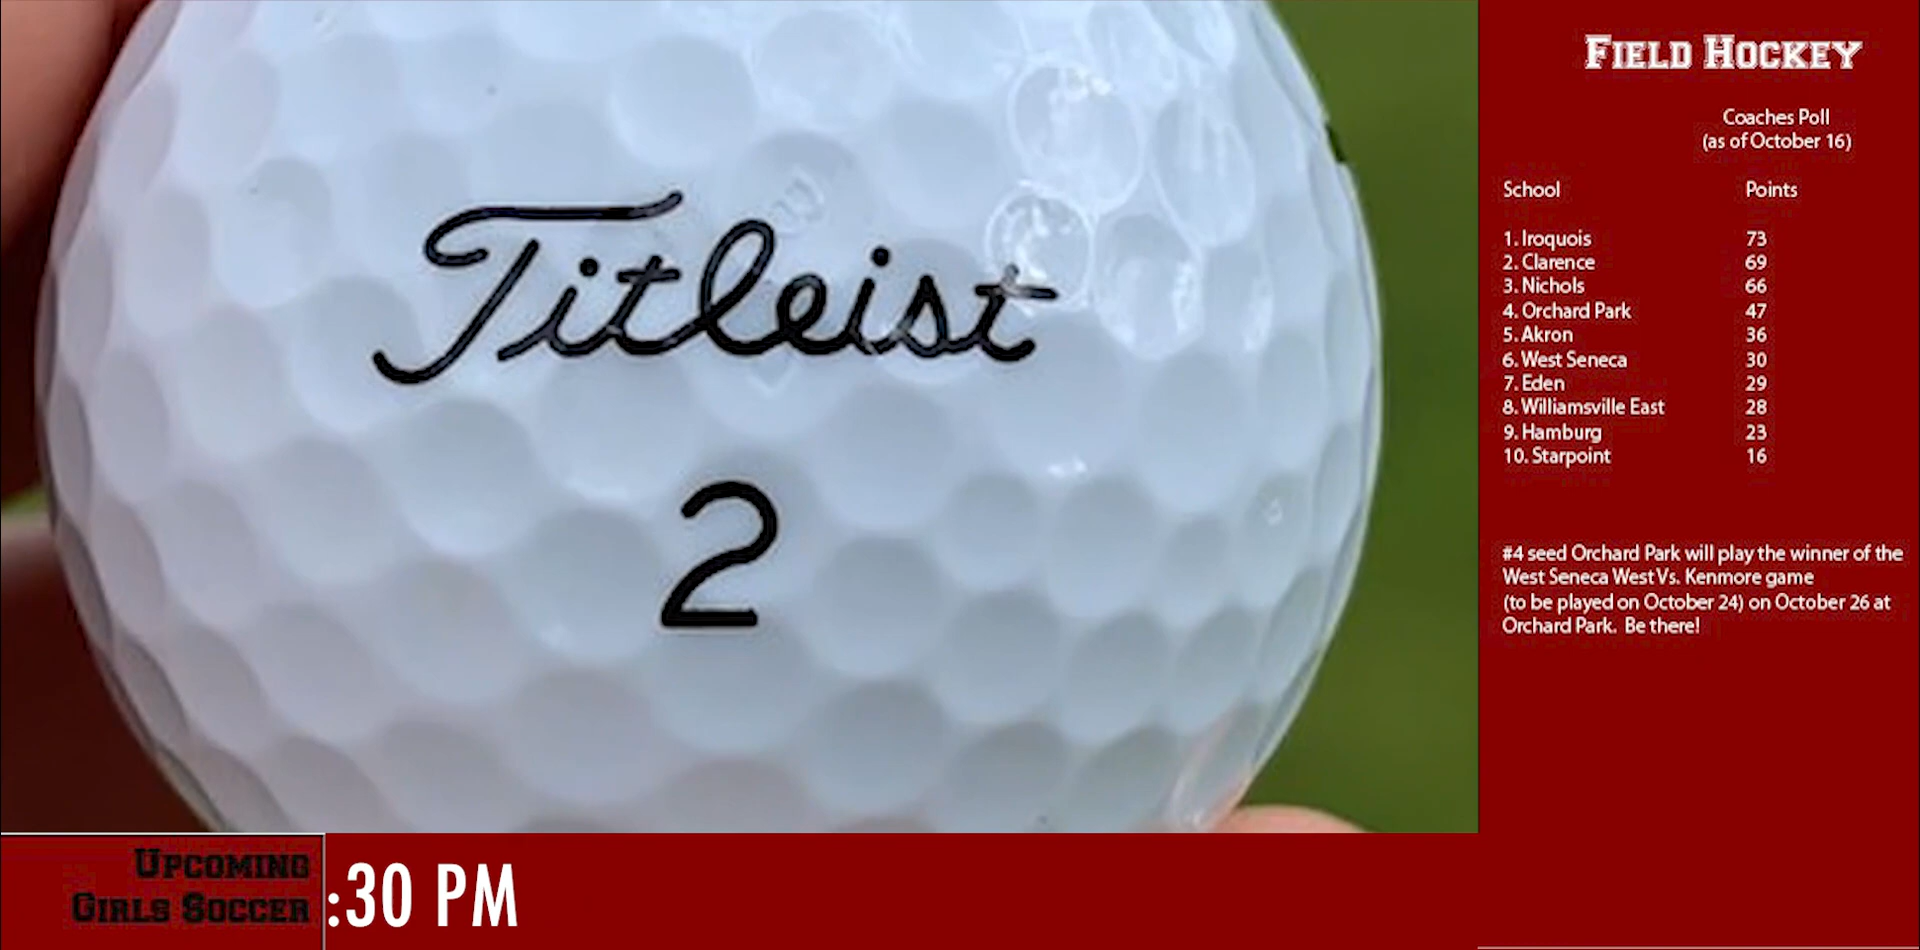 Titleist
2
Field Hockey
Coaches Poll
(as of October 16)
School Points
1. Iroquois 73
2. Clarence 69
3. Nichols 66
4. Orchard Park 47
5. Akron 36
6. West Seneca 30
7. Eden 29
8. Williamsville East 28
9. Hamburg 23
10. Starpoint 16
#4 seed Orchard Park will play the winner of the
West Seneca West Vs. Kenmore game
(to be played on October 24) on October 26 at
Orchard Park. Be there!
Upcoming
Girls Soccer
:30 PM